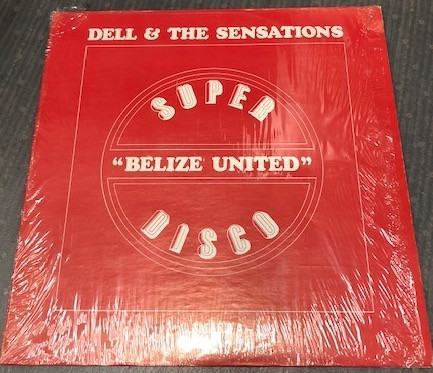 DELL & THE SENSATIONS
SUPER
“BELIZE UNITED”
DISCO